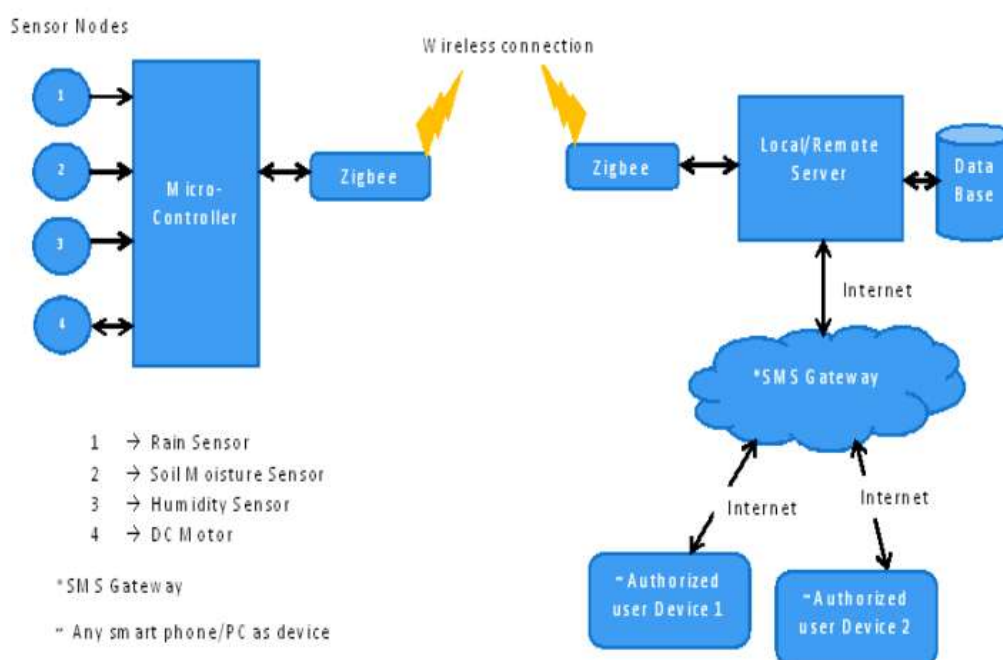 Sensor Nodes
Wireless connection
1
2
3
4
Micro-
Controller
Zigbee
Zigbee
Local/Remote
Server
Data
Base
Internet
*SMS Gateway
Internet
Internet
~Authorized
user Device 1
~Authorized
user Device 2
1 → Rain Sensor
2 → Soil Moisture Sensor
3 → Humidity Sensor
4 → DC Motor
*SMS Gateway
~ Any smart phone/PC as device